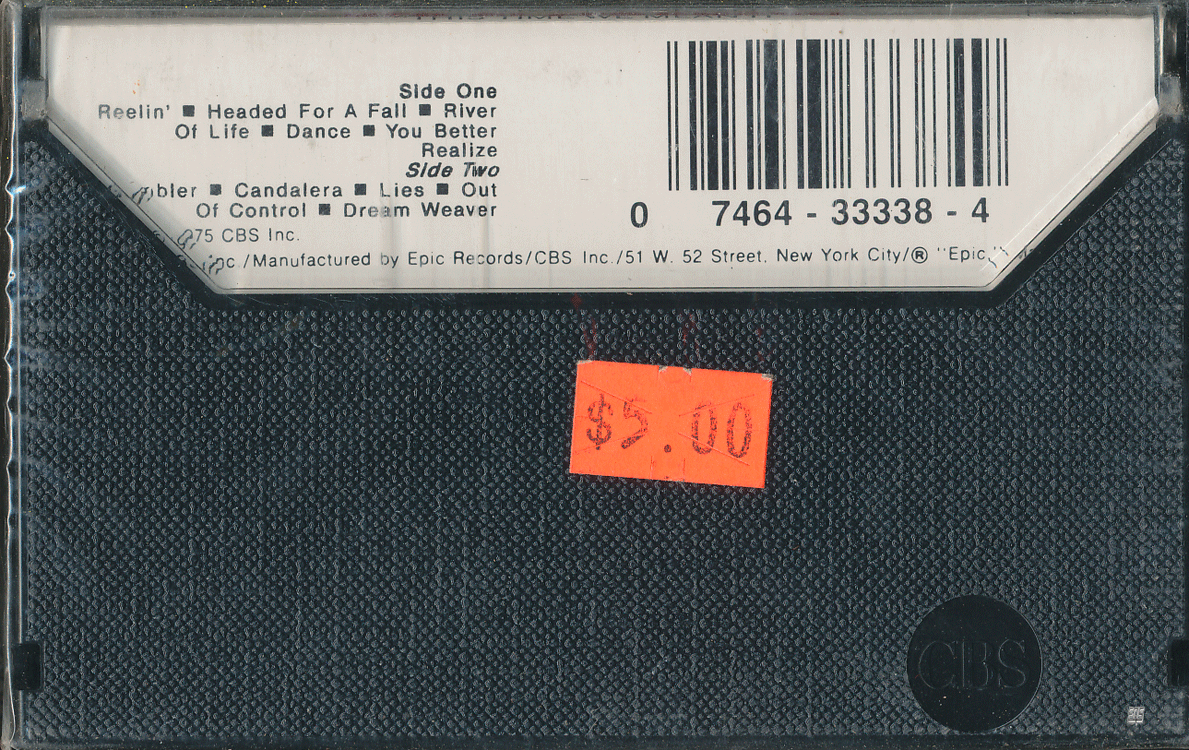 Side One
Reelin' ■ Headed For A Fall ■ River
Of Life ■ Dance ■ You Better
Realize
Side Two
■ Candalera ■ Lies ■ Out
Of Control ■ Dream Weaver
CBS Inc.
/Manufactured by Epic Records/CBS Inc./51 W. 52 Street, New York City/® "Epic,"
0 7464 - 33338 - 4
$5.00
CBS